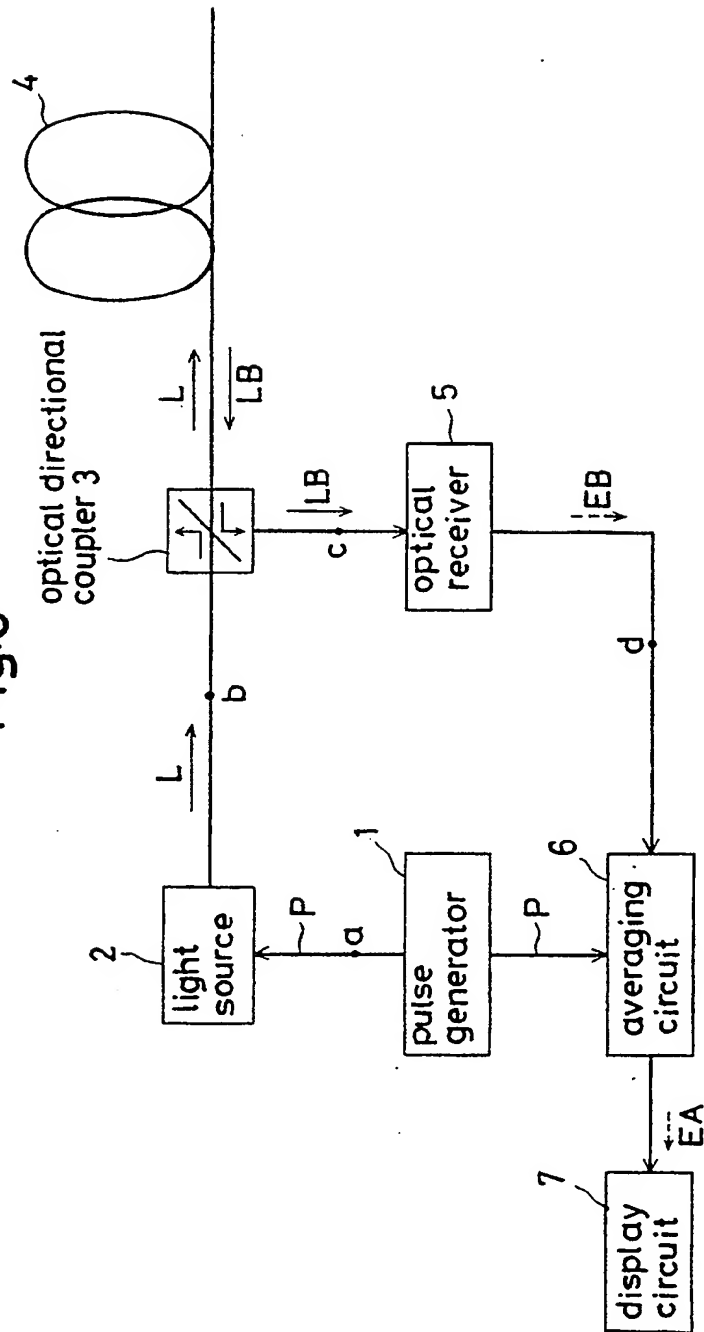 optical directional
coupler 3
4
2
light
source
L
b
L
LB
LB
c
P
a
5
optical
receiver
1
pulse
generator
EB
P
d
7
display
circuit
EA
6
averaging
circuit